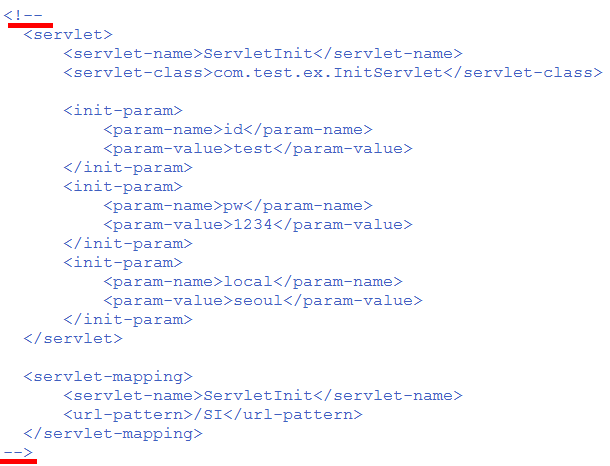 <!--
<servlet>
<servlet-name>ServletInit</servlet-name>
<servlet-class>com.test.ex.InitServlet</servlet-class>
<init-param>
<param-name>id</param-name>
<param-value>test</param-value>
</init-param>
<init-param>
<param-name>pw</param-name>
<param-value>1234</param-value>
</init-param>
<init-param>
<param-name>local</param-name>
<param-value>seoul</param-value>
</init-param>
</servlet>
<servlet-mapping>
<servlet-name>ServletInit</servlet-name>
<url-pattern>/SI</url-pattern>
</servlet-mapping>
-->